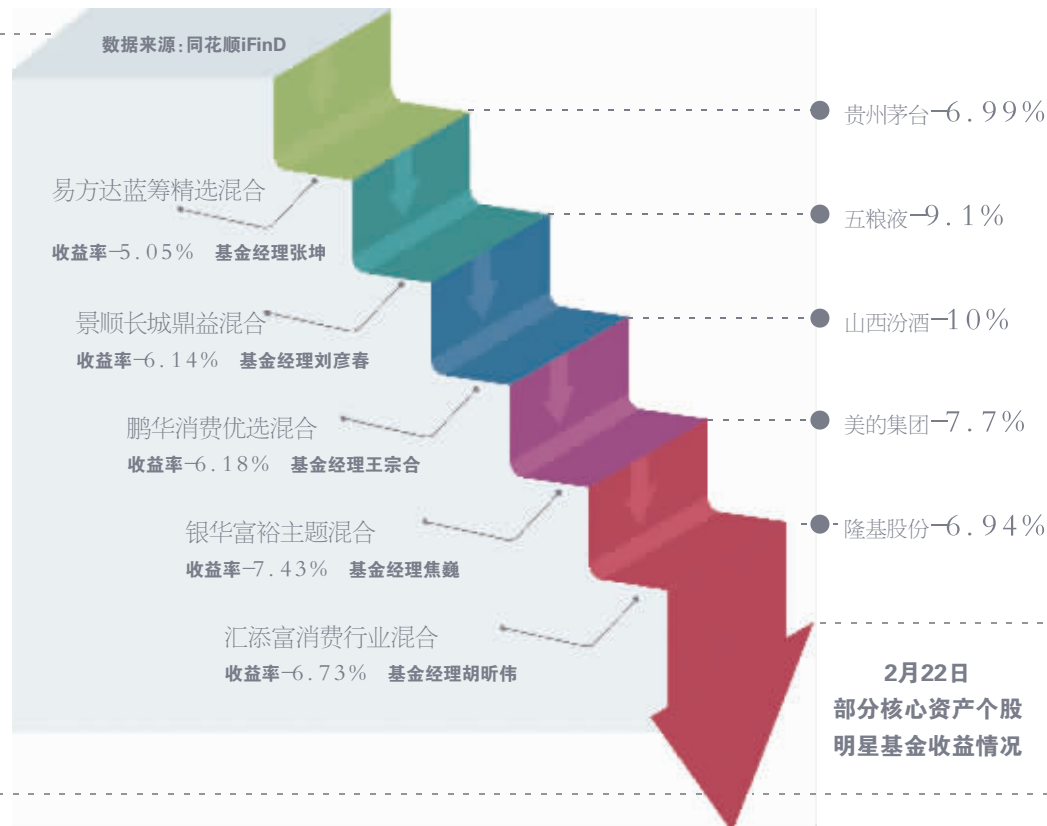 数据来源:同花顺iFinD
易方达蓝筹精选混合
收益率-5.05% 基金经理张坤
景顺长城鼎益混合
收益率-6.14% 基金经理刘彦春
鹏华消费优选混合
收益率-6.18% 基金经理王宗合
银华富裕主题混合
收益率-7.43% 基金经理焦巍
汇添富消费行业混合
收益率-6.73% 基金经理胡昕伟
贵州茅台-6.99%
五粮液-9.1%
山西汾酒-10%
美的集团-7.7%
隆基股份-6.94%
2月22日
部分核心资产个股
明星基金收益情况